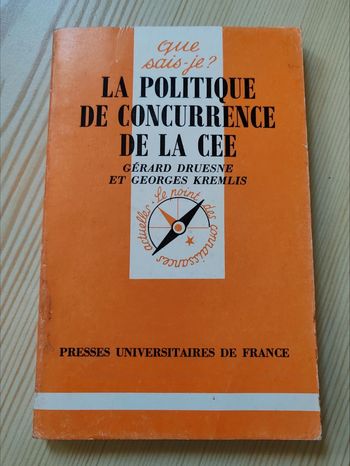 que
sais-je?
LA POLITIQUE
DE CONCURRENCE
DE LA CEE
GÉRARD DRUESNE
ET GEORGES KREMLIS
Le point des connaissances actuelles
PRESSES UNIVERSITAIRES DE FRANCE